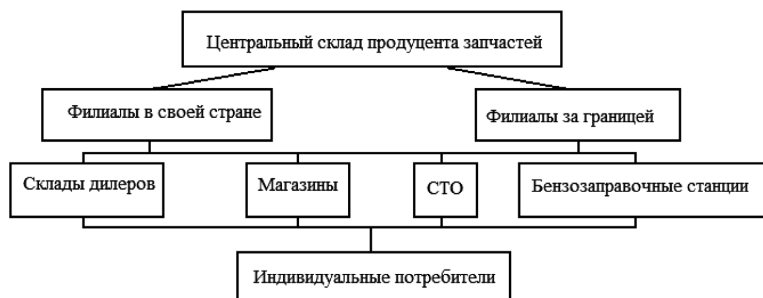 Центральный склад продуцента запчастей
Филиалы в своей стране
Филиалы за границей
Склады дилеров
Магазины
СТО
Бензозаправочные станции
Индивидуальные потребители